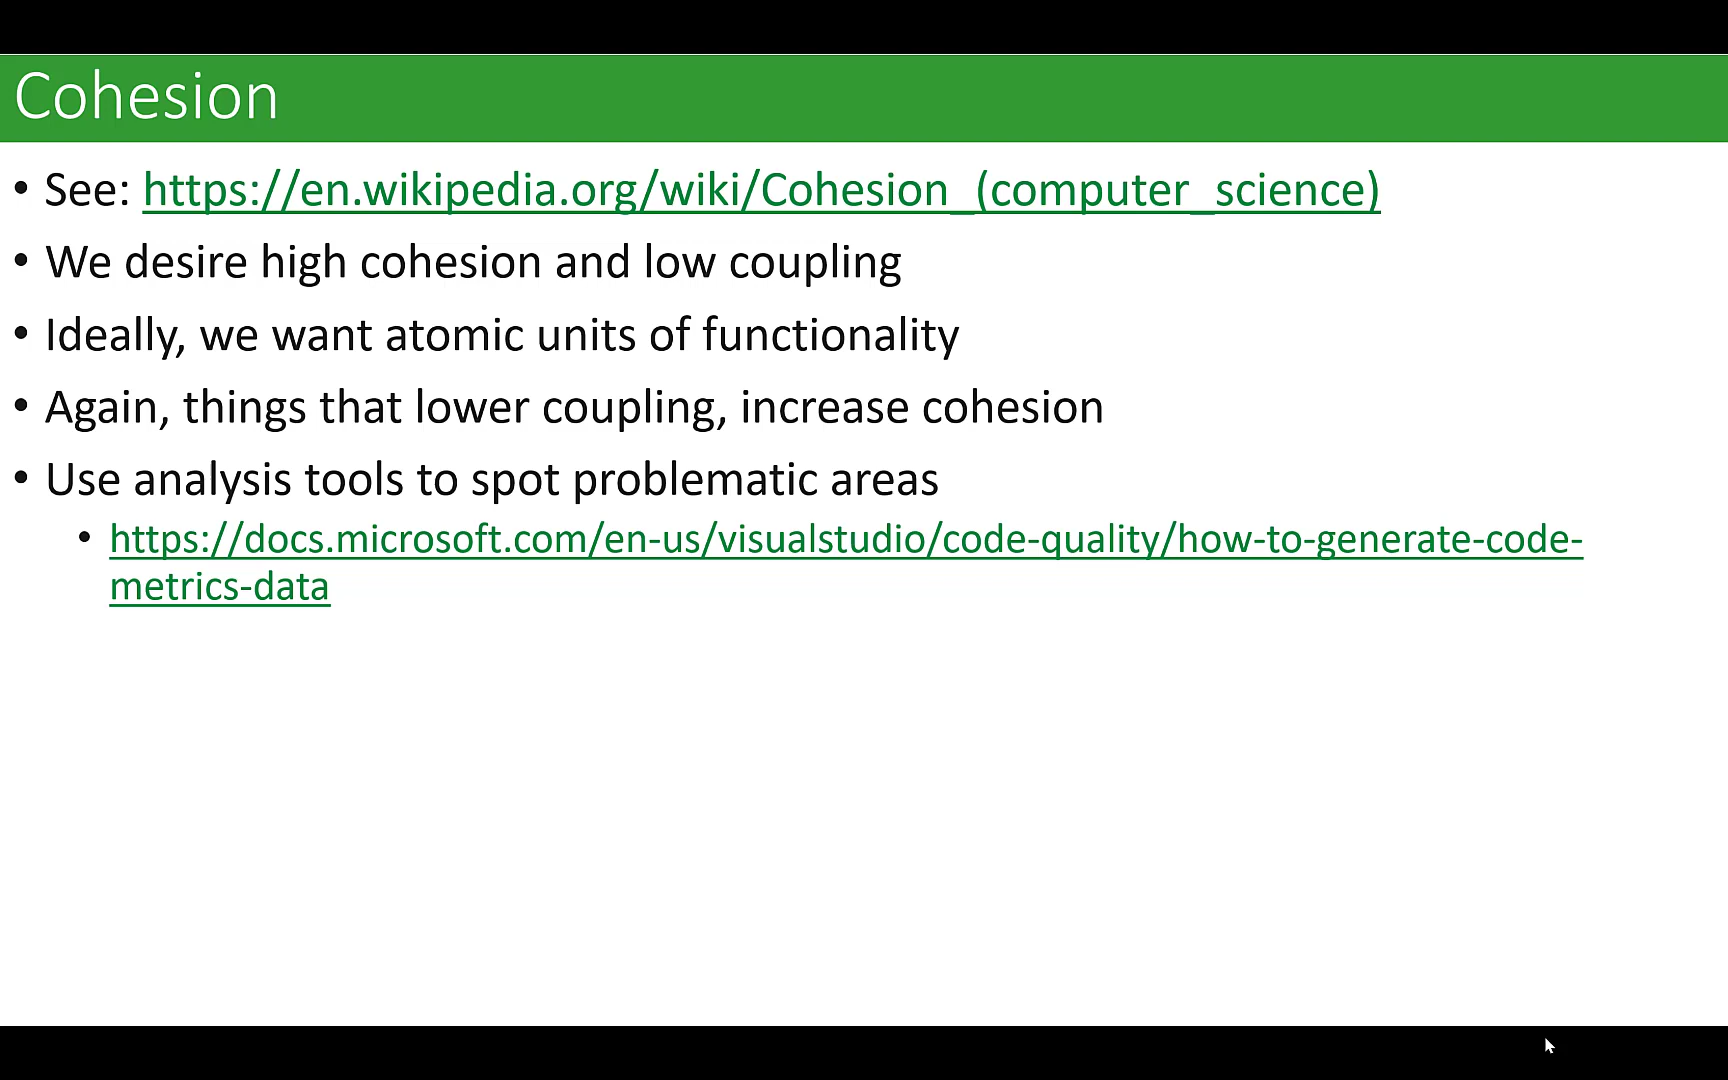 Cohesion
• See: https://en.wikipedia.org/wiki/Cohesion_(computer_science)
• We desire high cohesion and low coupling
• Ideally, we want atomic units of functionality
• Again, things that lower coupling, increase cohesion
• Use analysis tools to spot problematic areas
• https://docs.microsoft.com/en-us/visualstudio/code-quality/how-to-generate-code-
metrics-data